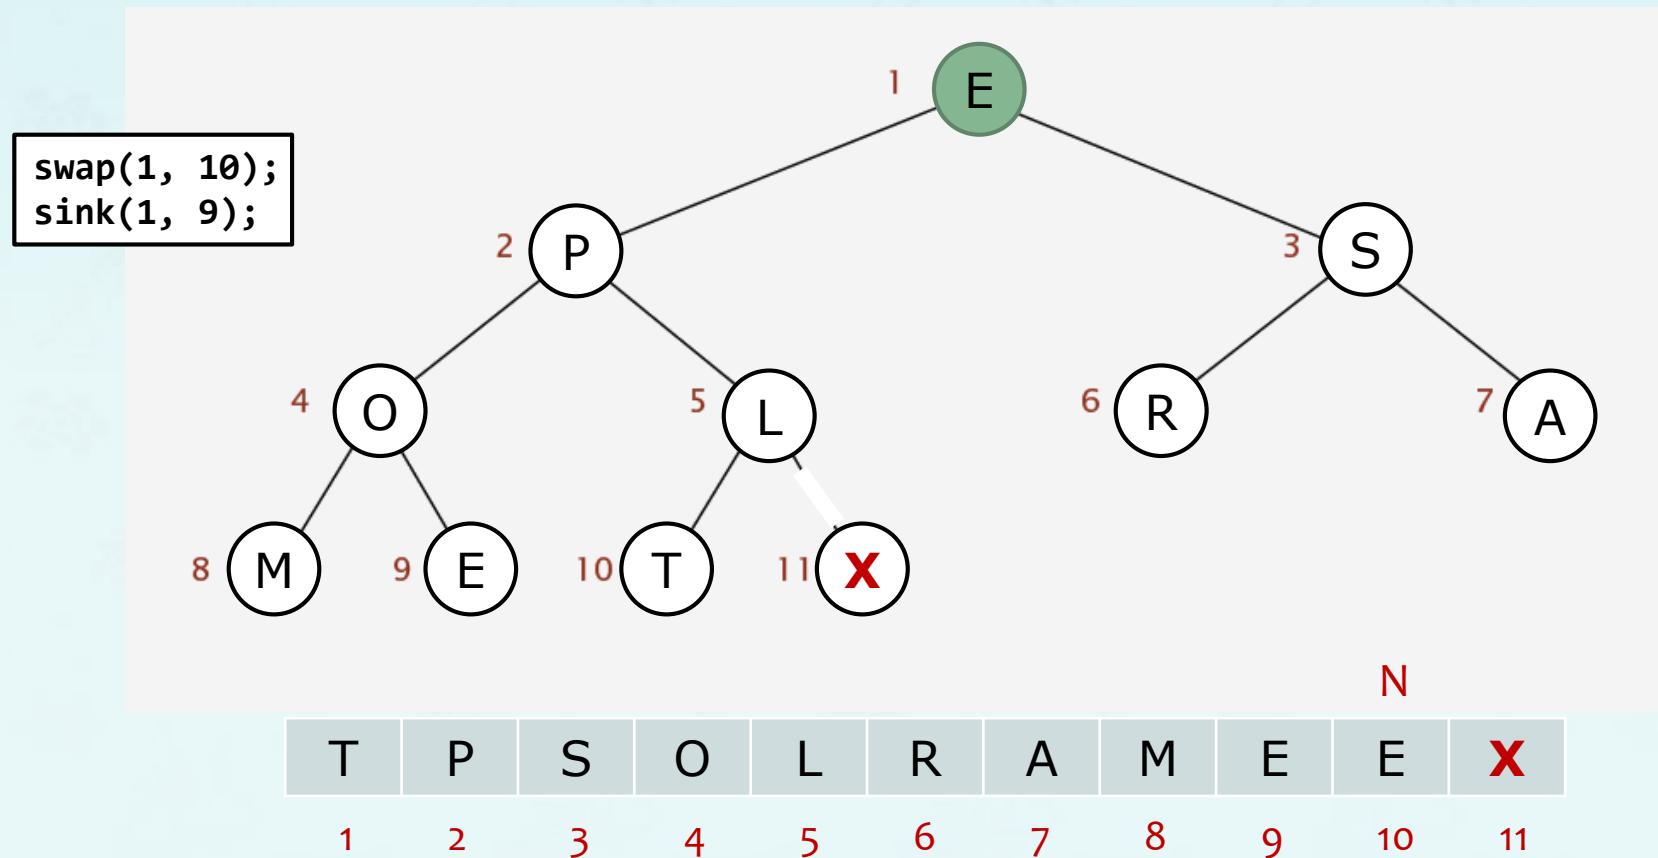 1 E
swap(1, 10);
sink(1, 9);
2 P 3 S
4 O 5 L 6 R 7 A
8 M 9 E 10 T 11 X
N
T P S O L R A M E E X
1 2 3 4 5 6 7 8 9 10 11